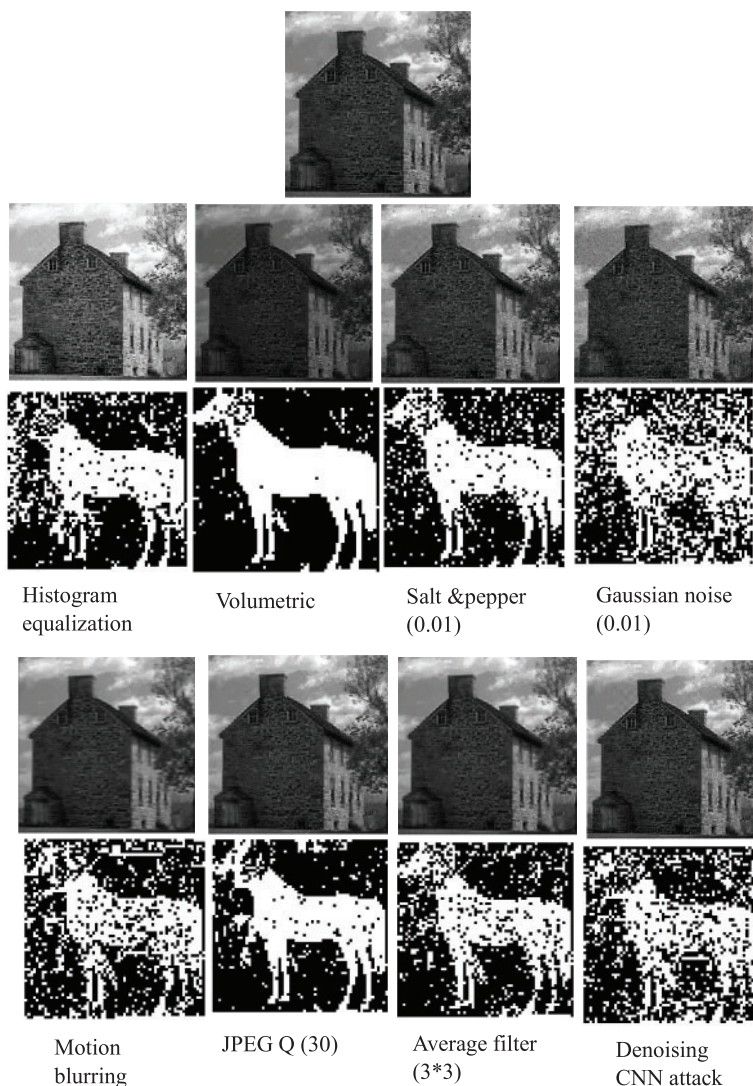 Histogram
equalization
Volumetric
Salt &pepper
(0.01)
Gaussian noise
(0.01)
Motion
blurring
JPEG Q (30)
Average filter
(3*3)
Denoising
CNN attack